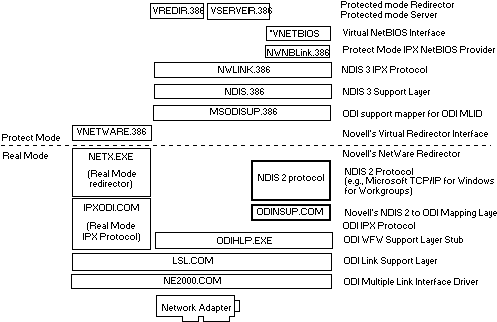 VREDIR.386 VSERVER.386 Protected mode Redirector
Protected mode Server
*VNETBIOS Virtual NetBIOS Interface
NWNBLink.386 Protect Mode IPX NetBIOS Provider
NWLINK.386 NDIS 3 IPX Protocol
NDIS.386 NDIS 3 Support Layer
MSODISUP.386 ODI support mapper for ODI MLID
VNETWARE.386 Novell's Virtual Redirector Interface
Protect Mode
Real Mode
NETX.EXE Novell's NetWare Redirector
(Real Mode
redirector)
NDIS 2 protocol NDIS 2 Protocol
(e.g., Microsoft TCP/IP for Windows
for Workgroups)
IPXODI.COM ODINSUP.COM Novell's NDIS 2 to ODI Mapping Laye
(Real Mode
IPX Protocol)
ODI IPX Protocol
ODIHLP.EXE ODI WFW Support Layer Stub
LSL.COM ODI Link Support Layer
NE2000.COM ODI Multiple Link Interface Driver
Network Adapter